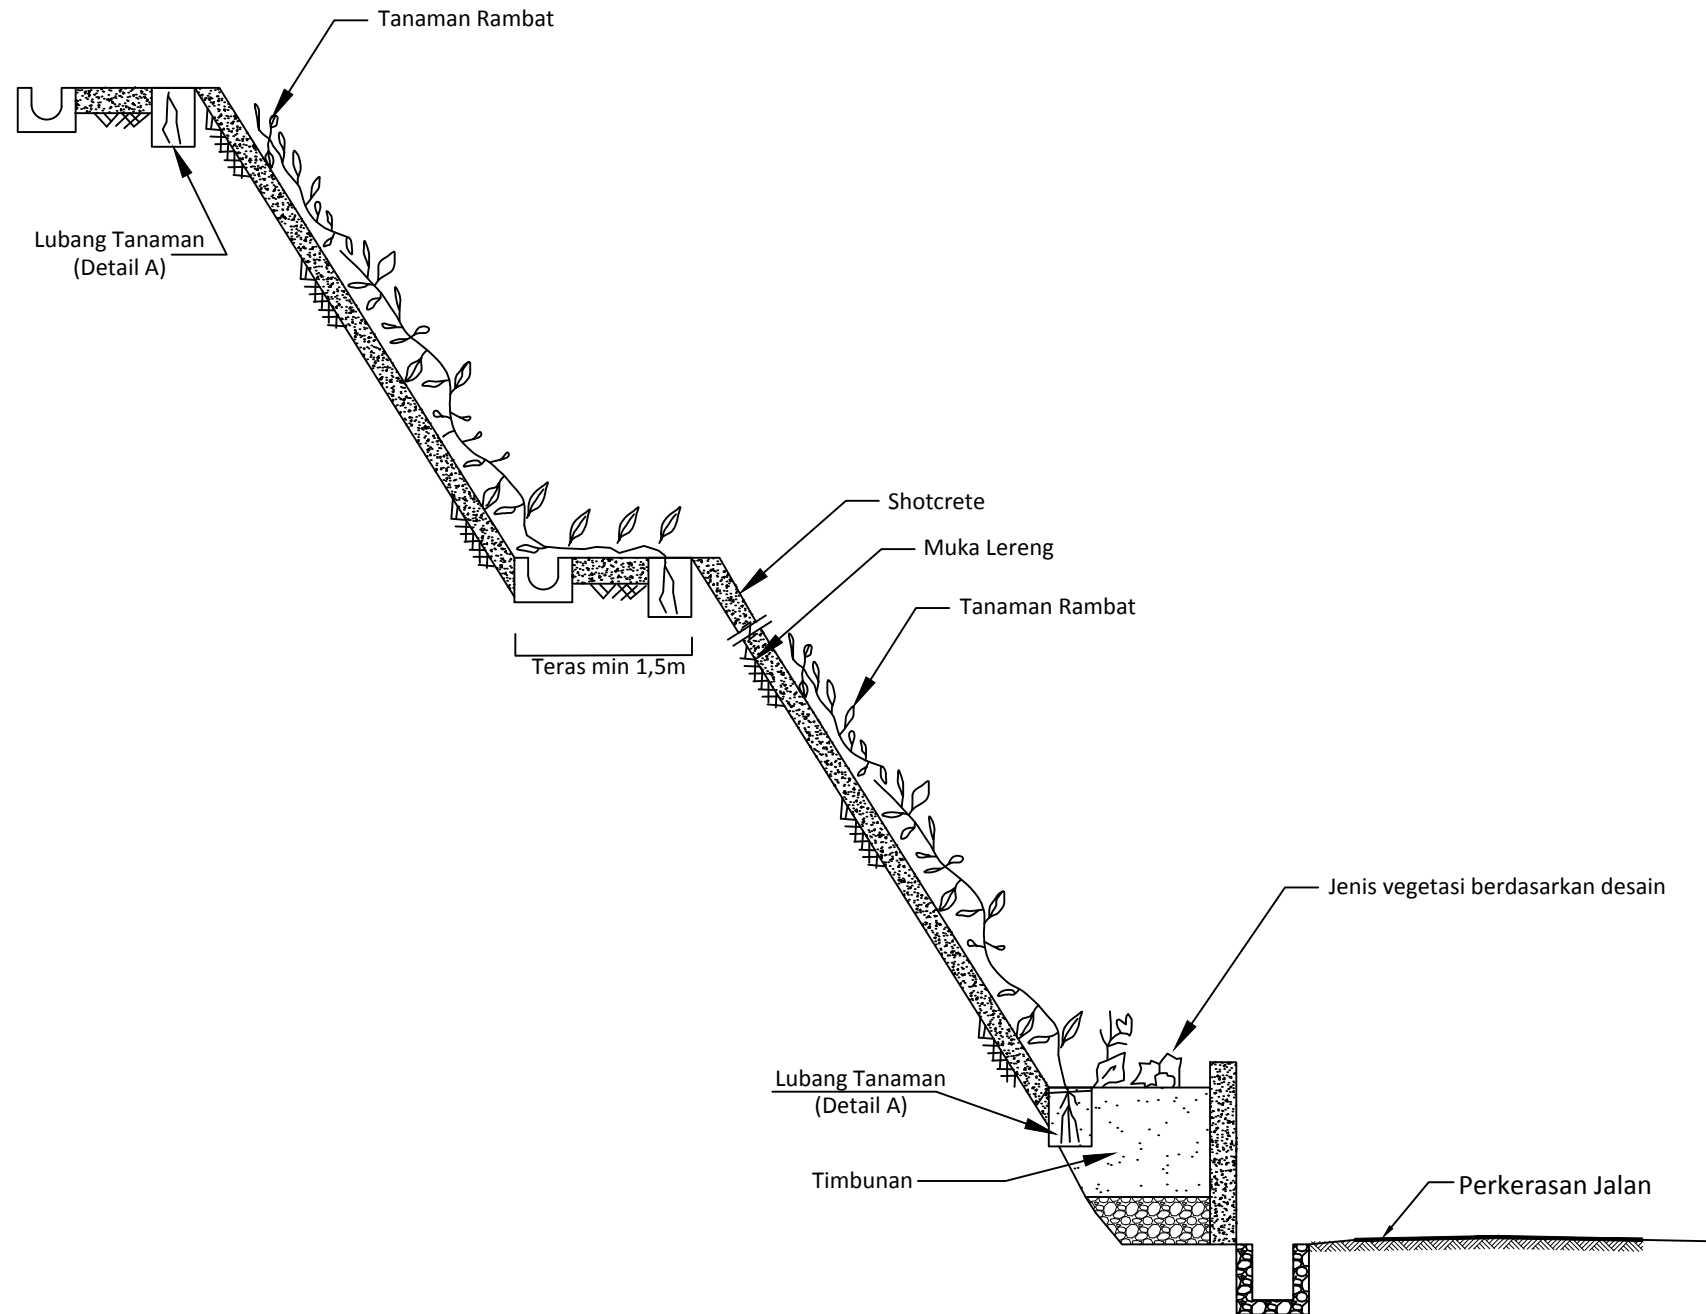 Tanaman Rambat
Lubang Tanaman
(Detail A)
Shotcrete
Muka Lereng
Tanaman Rambat
Teras min 1,5m
Jenis vegetasi berdasarkan desain
Lubang Tanaman
(Detail A)
Timbunan
Perkerasan Jalan